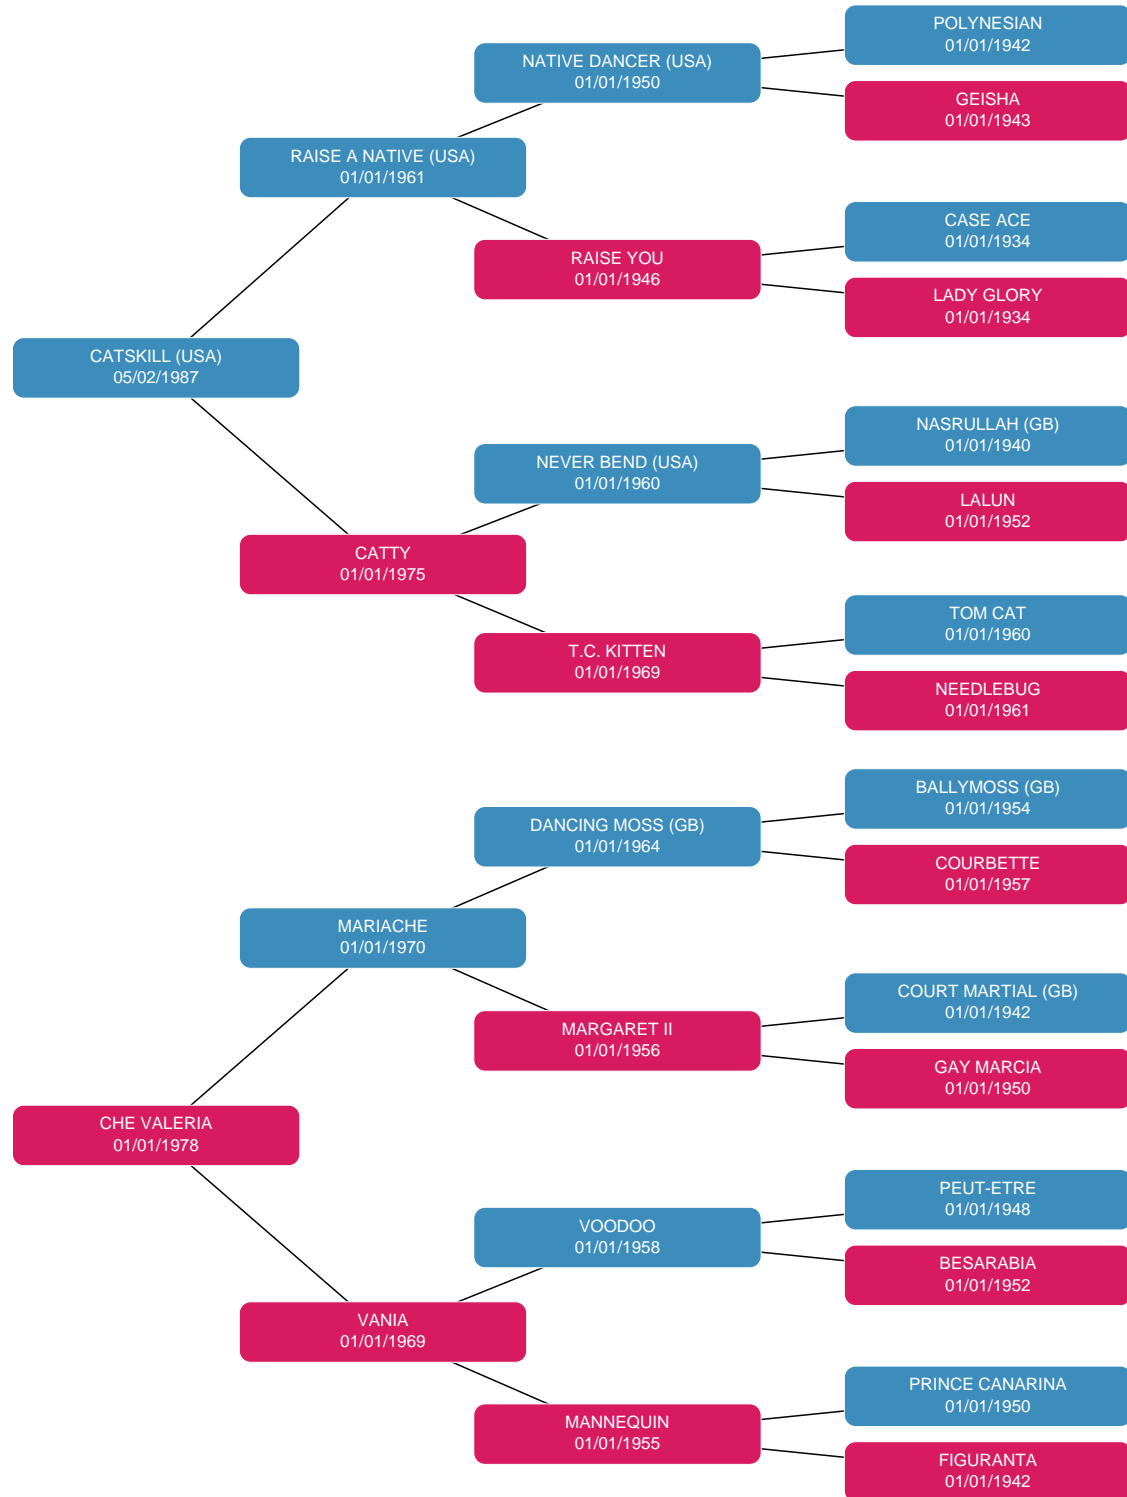 POLYNESIAN
01/01/1942
NATIVE DANCER (USA)
01/01/1950
GEISHA
01/01/1943
RAISE A NATIVE (USA)
01/01/1961
CASE ACE
01/01/1934
RAISE YOU
01/01/1946
LADY GLORY
01/01/1934
CATSKILL (USA)
05/02/1987
NASRULLAH (GB)
01/01/1940
NEVER BEND (USA)
01/01/1960
LALUN
01/01/1952
CATTY
01/01/1975
TOM CAT
01/01/1960
T.C. KITTEN
01/01/1969
NEEDLEBUG
01/01/1961
BALLYMOSS (GB)
01/01/1954
DANCING MOSS (GB)
01/01/1964
COURBETTE
01/01/1957
MARIACHE
01/01/1970
COURT MARTIAL (GB)
01/01/1942
MARGARET II
01/01/1956
GAY MARCIA
01/01/1950
CHE VALERIA
01/01/1978
PEUT-ETRE
01/01/1948
VOODOO
01/01/1958
BESARABIA
01/01/1952
VANIA
01/01/1969
PRINCE CANARINA
01/01/1950
MANNEQUIN
01/01/1955
FIGURANTA
01/01/1942